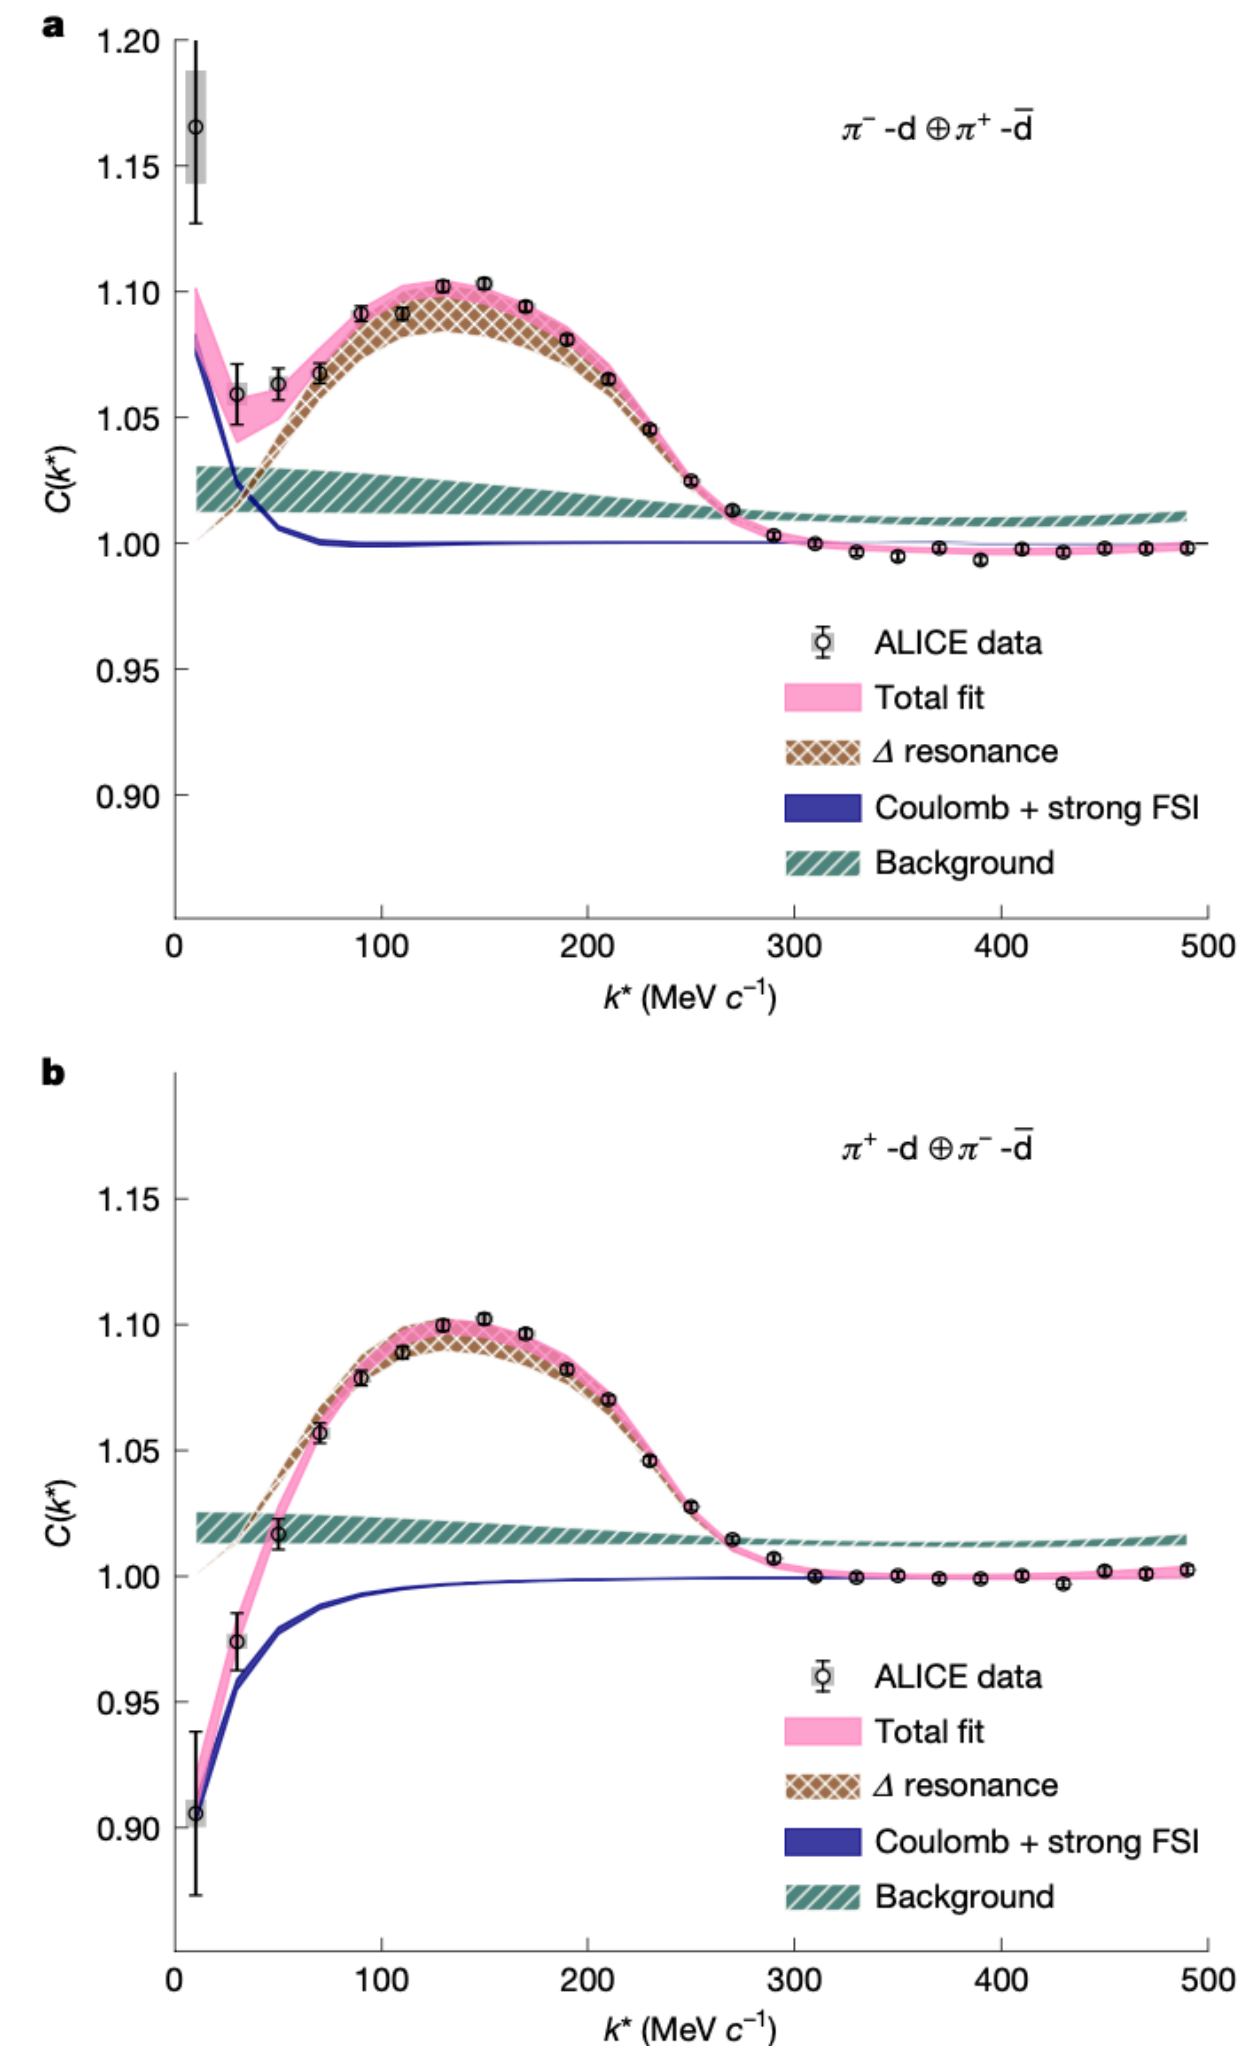 a
1.20
1.15
1.10
1.05
1.00
0.95
0.90
C(k*)
π⁻ -d ⊕ π⁺ -d̅
ALICE data
Total fit
Δ resonance
Coulomb + strong FSI
Background
0 100 200 300 400 500
k* (MeV c⁻¹)
b
1.15
1.10
1.05
1.00
0.95
0.90
C(k*)
π⁺ -d ⊕ π⁻ -d̅
ALICE data
Total fit
Δ resonance
Coulomb + strong FSI
Background
0 100 200 300 400 500
k* (MeV c⁻¹)